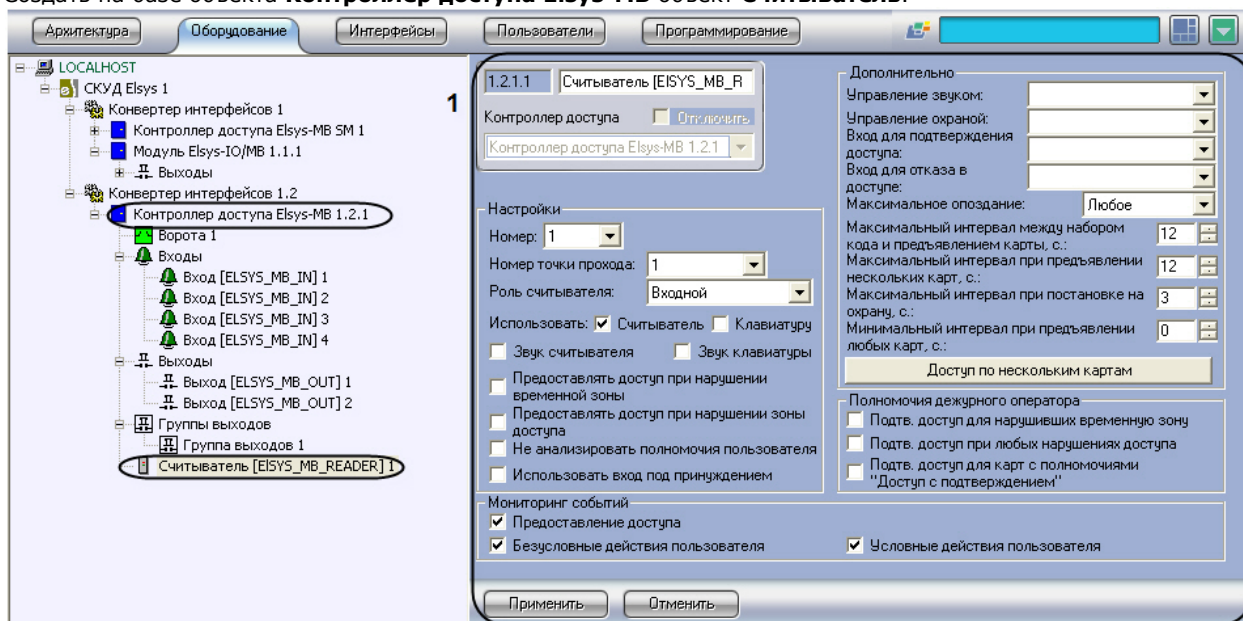 Создать на базе объекта Контроллер доступа Elsys-MB объект Считыватель.
Архитектура Оборудование Интерфейсы Пользователи Программирование
LOCALHOST
СКУД Elsys 1
Конвертер интерфейсов 1
Контроллер доступа Elsys-MB SM 1
Модуль Elsys-IO/MB 1.1.1
Выходы
Конвертер интерфейсов 1.2
Контроллер доступа Elsys-MB 1.2.1
Ворота 1
Входы
Вход [ELSYS_MB_IN] 1
Вход [ELSYS_MB_IN] 2
Вход [ELSYS_MB_IN] 3
Вход [ELSYS_MB_IN] 4
Выходы
Выход [ELSYS_MB_OUT] 1
Выход [ELSYS_MB_OUT] 2
Группы выходов
Группа выходов 1
Считыватель [ElSYS_MB_READER] 1
1
1.2.1.1 Считыватель [ElSYS_MB_R
Контроллер доступа Отключить
Контроллер доступа Elsys-MB 1.2.1
Настройки
Номер: 1
Номер точки прохода: 1
Роль считывателя: Входной
Использовать: Считыватель Клавиатуру
Звук считывателя Звук клавиатуры
Предоставлять доступ при нарушении
временной зоны
Предоставлять доступ при нарушении зоны
доступа
Не анализировать полномочия пользователя
Использовать вход под принуждением
Дополнительно
Управление звуком:
Управление охраной:
Вход для подтверждения
доступа:
Вход для отказа в
доступе:
Максимальное опоздание: Любое
Максимальный интервал между набором
кода и предъявлением карты, с.: 12
Максимальный интервал при предъявлении
нескольких карт, с.: 12
Максимальный интервал при постановке на
охрану, с.: 3
Минимальный интервал при предъявлении
любых карт, с.: 0
Доступ по нескольким картам
Полномочия дежурного оператора
Подтв. доступ для нарушивших временную зону
Подтв. доступ при любых нарушениях доступа
Подтв. доступ для карт с полномочиями
"Доступ с подтверждением"
Мониторинг событий
Предоставление доступа
Безусловные действия пользователя Условные действия пользователя
Применить Отменить